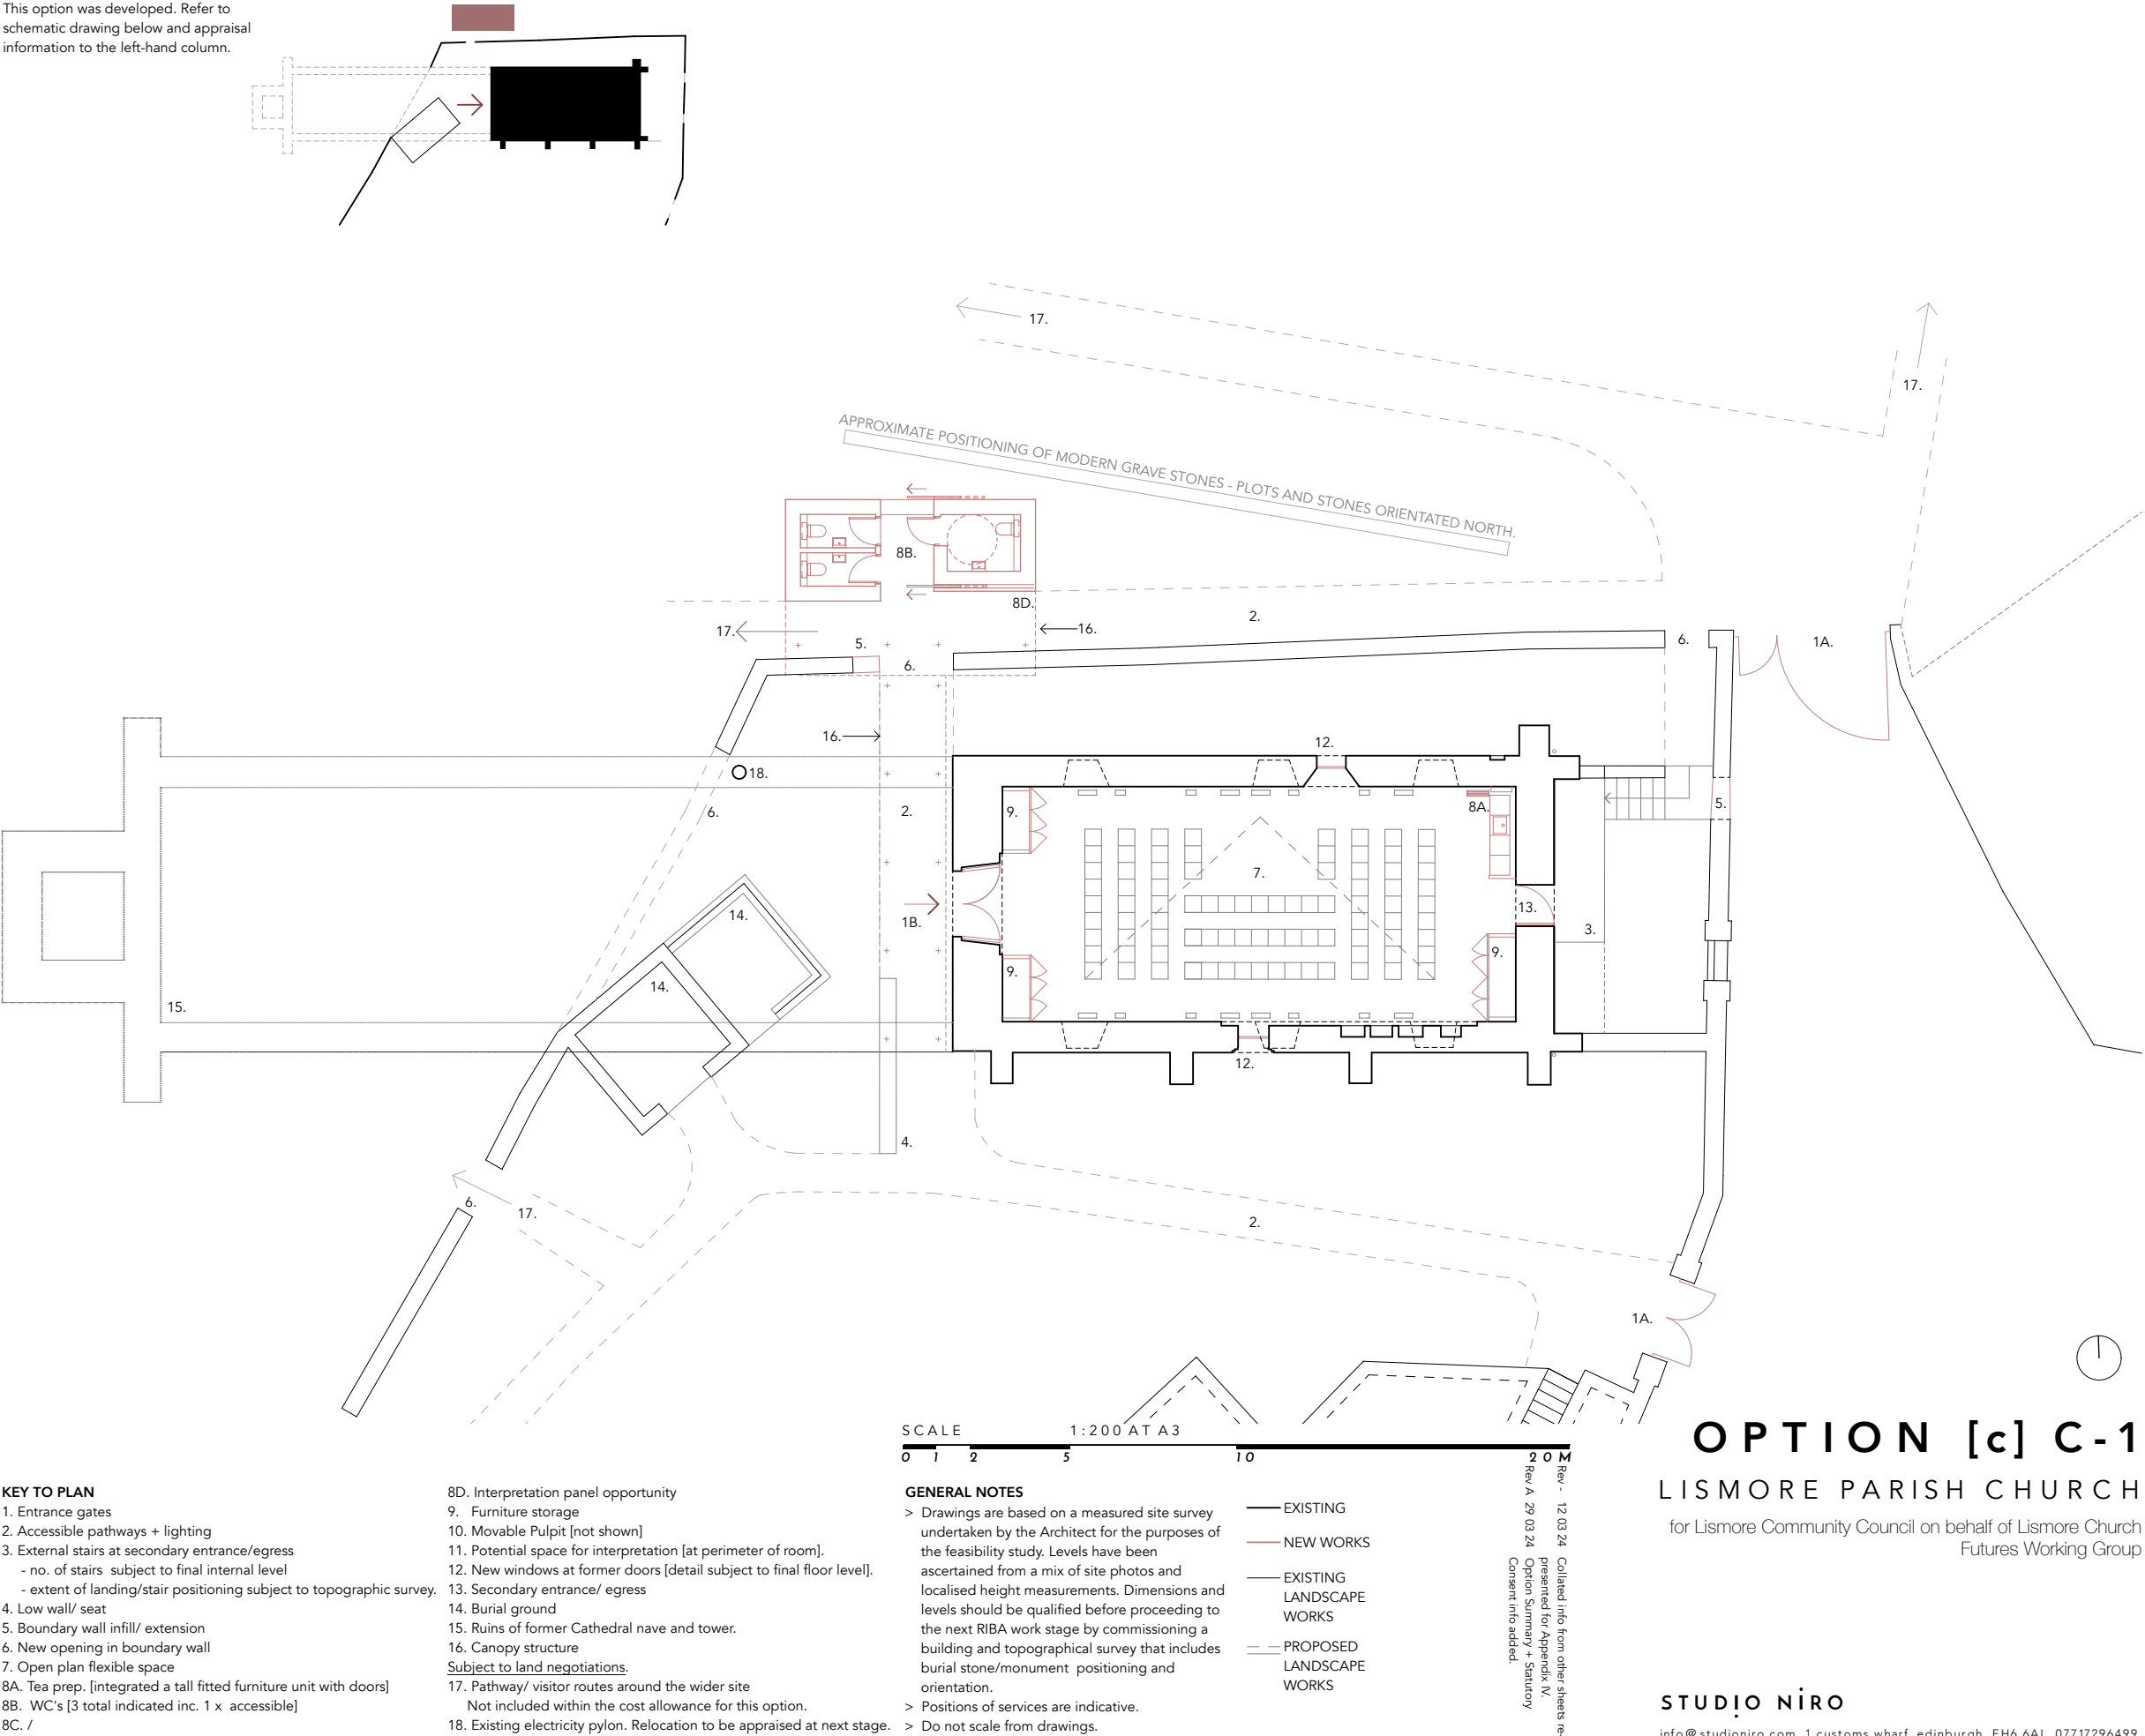 This option was developed. Refer to
schematic drawing below and appraisal
information to the left-hand column.
17.
17.
APPROXIMATE POSITIONING OF MODERN GRAVE STONES - PLOTS AND STONES ORIENTATED NORTH.
8B.
8D.
2.
17.
16.
5.
6.
6.
1A.
16.
12.
18.
6.
2.
9.
8A.
5.
7.
14.
1B.
13.
3.
9.
9.
14.
15.
12.
4.
6.
17.
2.
1A.
SCALE 1:200 AT A3
0 1 2 5 10 20M
OPTION [c] C-1
LISMORE PARISH CHURCH
for Lismore Community Council on behalf of Lismore Church
Futures Working Group
KEY TO PLAN
1. Entrance gates
2. Accessible pathways + lighting
3. External stairs at secondary entrance/egress
- no. of stairs subject to final internal level
- extent of landing/stair positioning subject to topographic survey.
4. Low wall/ seat
5. Boundary wall infill/ extension
6. New opening in boundary wall
7. Open plan flexible space
8A. Tea prep. [integrated a tall fitted furniture unit with doors]
8B. WC's [3 total indicated inc. 1 x accessible]
8C. /
8D. Interpretation panel opportunity
9. Furniture storage
10. Movable Pulpit [not shown]
11. Potential space for interpretation [at perimeter of room].
12. New windows at former doors [detail subject to final floor level].
13. Secondary entrance/ egress
14. Burial ground
15. Ruins of former Cathedral nave and tower.
16. Canopy structure
Subject to land negotiations.
17. Pathway/ visitor routes around the wider site
Not included within the cost allowance for this option.
18. Existing electricity pylon. Relocation to be appraised at next stage.
GENERAL NOTES
> Drawings are based on a measured site survey
undertaken by the Architect for the purposes of
the feasibility study. Levels have been
ascertained from a mix of site photos and
localised height measurements. Dimensions and
levels should be qualified before proceeding to
the next RIBA work stage by commissioning a
building and topographical survey that includes
burial stone/monument positioning and
orientation.
> Positions of services are indicative.
> Do not scale from drawings.
EXISTING
NEW WORKS
EXISTING
LANDSCAPE
WORKS
PROPOSED
LANDSCAPE
WORKS
Rev - 12 03 24 Collated info from other sheets re-
presented for Appendix IV.
Rev A 29 03 24 Option Summary + Statutory
Consent info added.
STUDIO NIRO
info@studioniro.com 1 customs wharf edinburgh EH6 6AL 07717296499